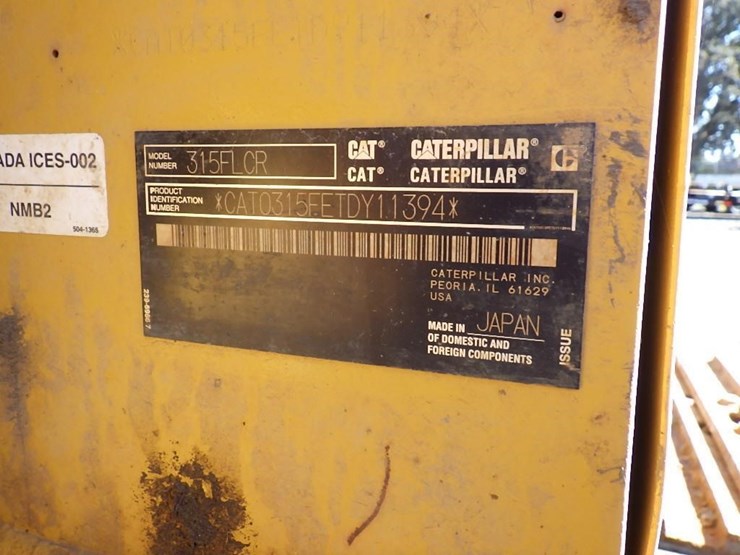 ADA ICES-002
NMB2
504-1365
MODEL NUMBER 315FLCR
CAT® CATERPILLAR®
CAT® CATERPILLAR®
PRODUCT IDENTIFICATION NUMBER *CAT0315FETDY11394*
CATERPILLAR INC.
PEORIA, IL 61629
USA
MADE IN JAPAN
OF DOMESTIC AND
FOREIGN COMPONENTS
ISSUE